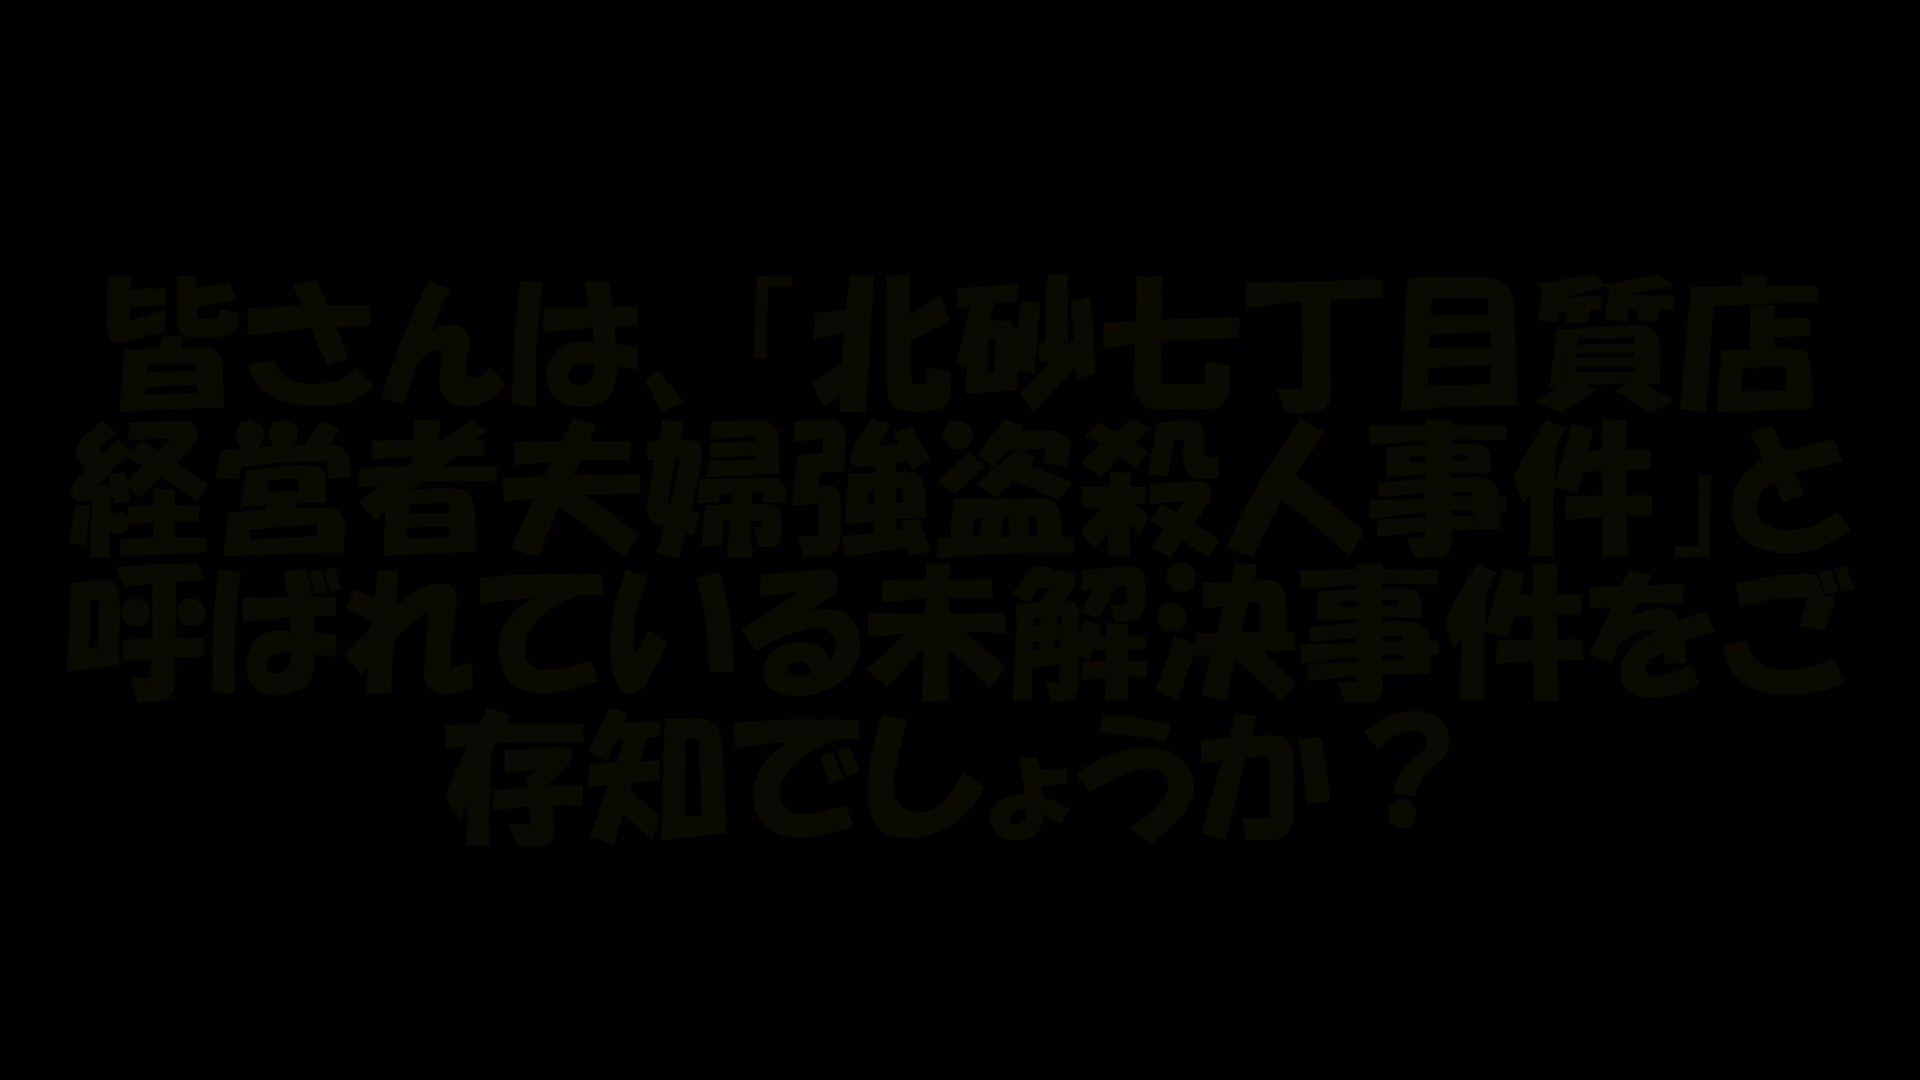 皆さんは、「北砂七丁目質店
経営者夫婦強盗殺人事件」と
呼ばれている未解決事件をご
存知でしょうか？